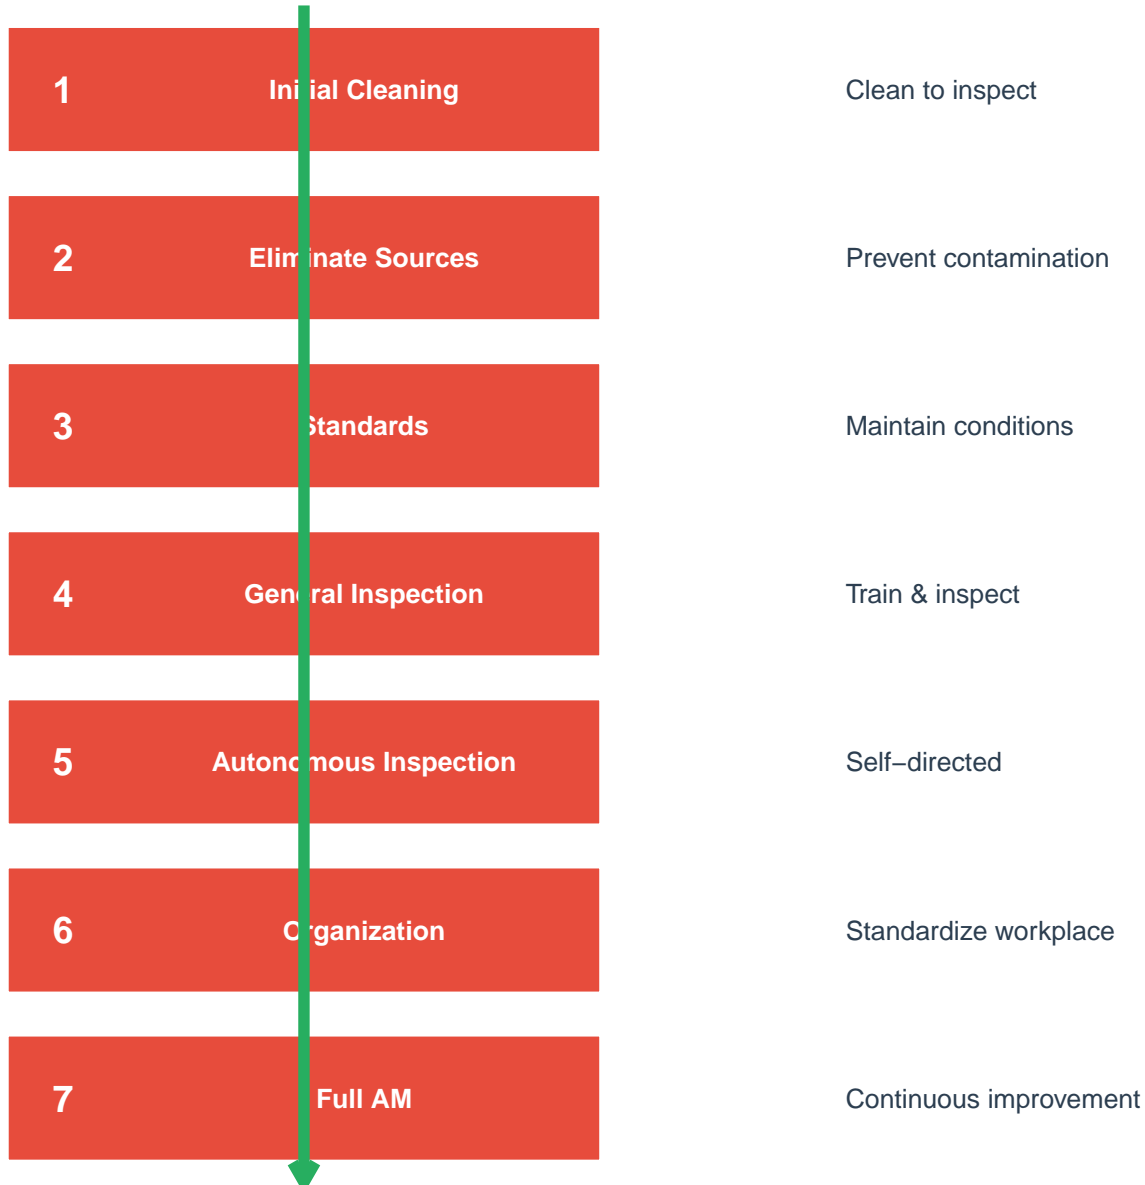 1 Initial Cleaning Clean to inspect
2 Eliminate Sources Prevent contamination
3 Standards Maintain conditions
4 General Inspection Train & inspect
5 Autonomous Inspection Self−directed
6 Organization Standardize workplace
7 Full AM Continuous improvement